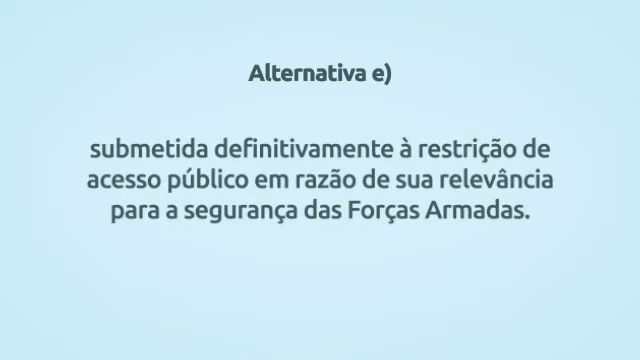 Alternativa e)
submetida definitivamente à restrição de
acesso público em razão de sua relevância
para a segurança das Forças Armadas.